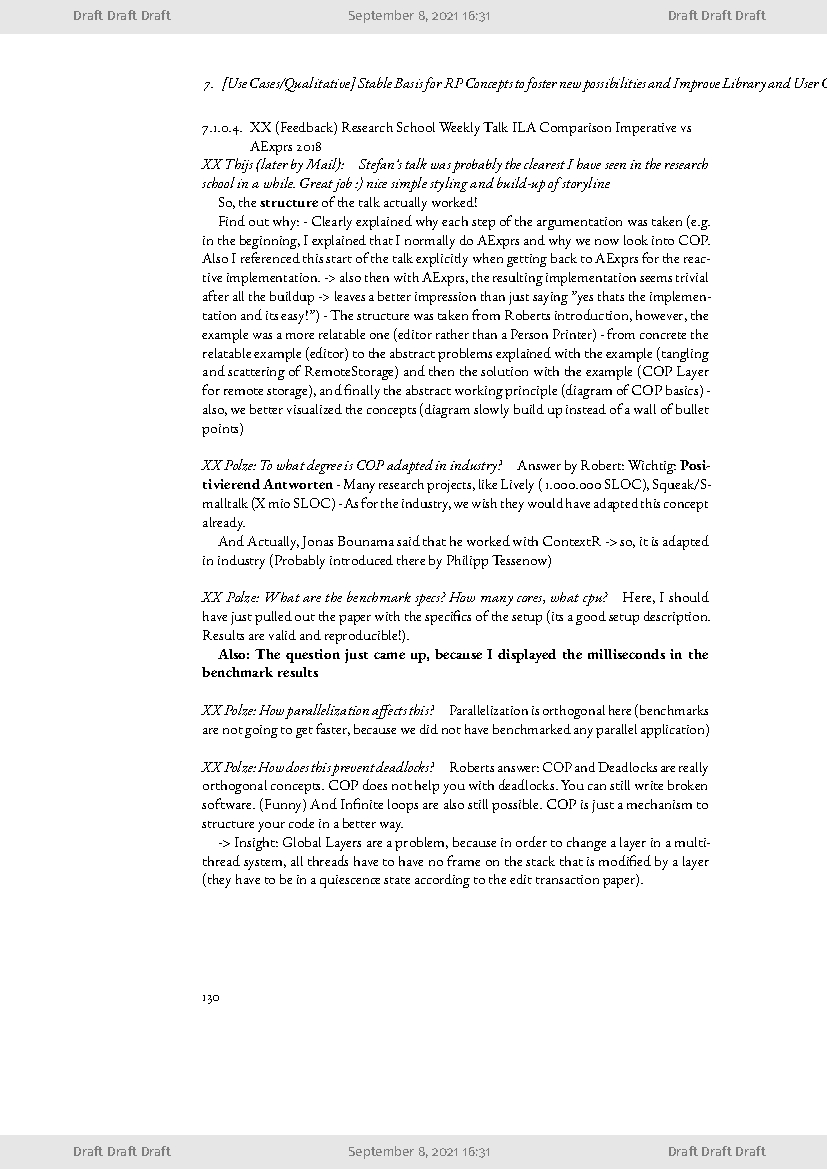 Draft Draft Draft September 8, 2021 16:31 Draft Draft Draft
7. [Use Cases/Qualitative] Stable Basis for RP Concepts to foster new possibilities and Improve Library and User
7.1.0.4. XX (Feedback) Research School Weekly Talk ILA Comparison Imperative vs
AExprs 2018
XX Thijs (later by Mail): Stefan's talk was probably the clearest I have seen in the research
school in a while. Great job :) nice simple styling and build-up of storyline
So, the structure of the talk actually worked!
Find out why: - Clearly explained why each step of the argumentation was taken (e.g.
in the beginning, I explained that I normally do AExprs and why we now look into COP.
Also I referenced this start of the talk explicitly when getting back to AExprs for the reac-
tive implementation. -> also then with AExprs, the resulting implementation seems trivial
after all the buildup -> leaves a better impression than just saying ”yes thats the implemen-
tation and its easy!”) - The structure was taken from Roberts introduction, however, the
example was a more relatable one (editor rather than a Person Printer) - from concrete the
relatable example (editor) to the abstract problems explained with the example (tangling
and scattering of RemoteStorage) and then the solution with the example (COP Layer
for remote storage), and finally the abstract working principle (diagram of COP basics) -
also, we better visualized the concepts (diagram slowly build up instead of a wall of bullet
points)
XX Polze: To what degree is COP adapted in industry? Answer by Robert: Wichtig: Posi-
tivierend Antworten - Many research projects, like Lively ( 1.000.000 SLOC), Squeak/S-
malltalk (X mio SLOC) - As for the industry, we wish they would have adapted this concept
already.
And Actually, Jonas Bounama said that he worked with ContextR -> so, it is adapted
in industry (Probably introduced there by Philipp Tessenow)
XX Polze: What are the benchmark specs? How many cores, what cpu? Here, I should
have just pulled out the paper with the specifics of the setup (its a good setup description.
Results are valid and reproducible!).
Also: The question just came up, because I displayed the milliseconds in the
benchmark results
XX Polze: How parallelization affects this? Parallelization is orthogonal here (benchmarks
are not going to get faster, because we did not have benchmarked any parallel application)
XX Polze: How does this prevent deadlocks? Roberts answer: COP and Deadlocks are really
orthogonal concepts. COP does not help you with deadlocks. You can still write broken
software. (Funny) And Infinite loops are also still possible. COP is just a mechanism to
structure your code in a better way.
-> Insight: Global Layers are a problem, because in order to change a layer in a multi-
thread system, all threads have to have no frame on the stack that is modified by a layer
(they have to be in a quiescence state according to the edit transaction paper).
130
Draft Draft Draft September 8, 2021 16:31 Draft Draft Draft